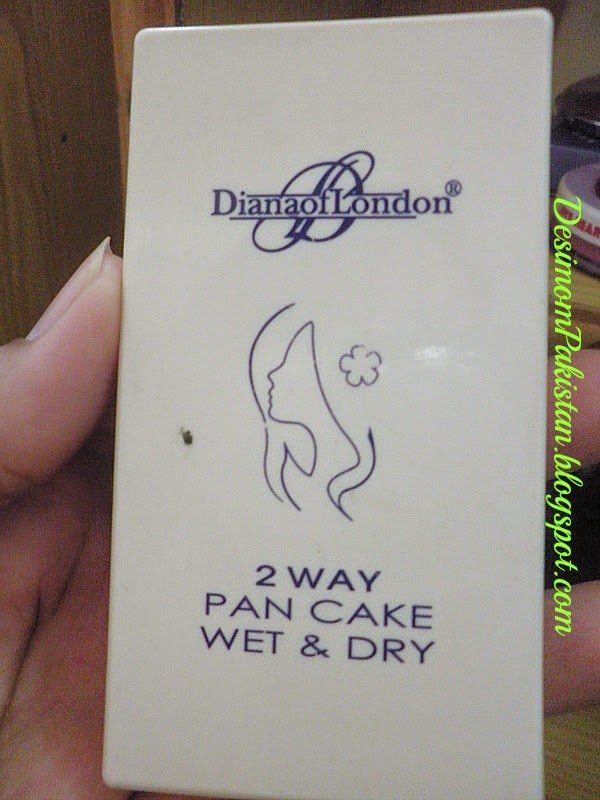 DianaofLondon®
2 WAY
PAN CAKE
WET & DRY
DesimomPakistan.blogspot.com